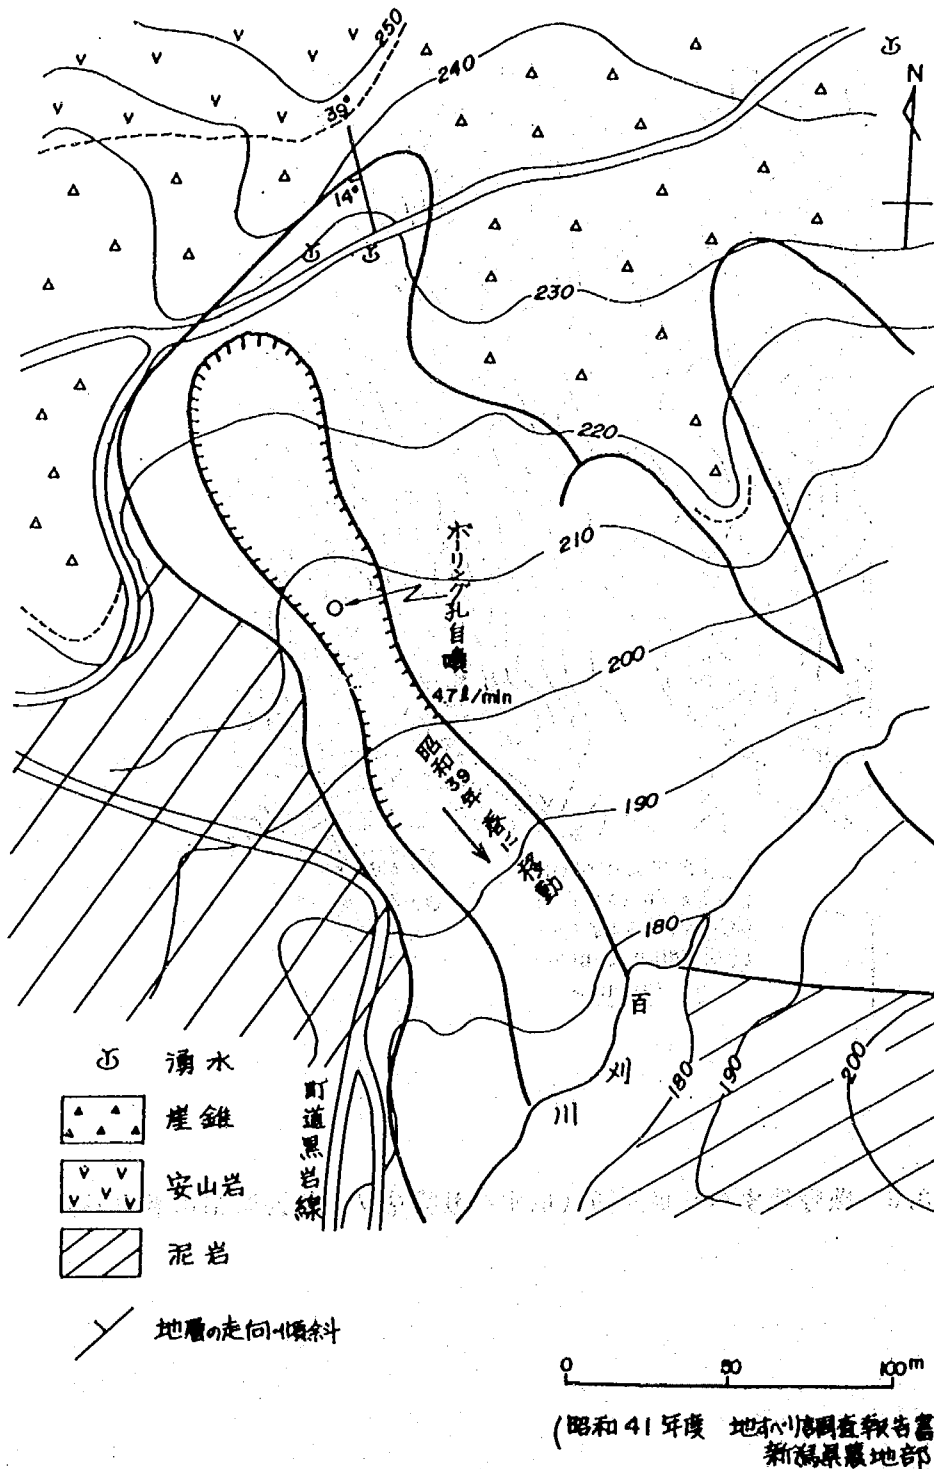 250
240
N
39°
14°
230
220
ボーリング孔自噴
4.7ℓ/min
210
200
昭和39年春に移動
190
180
百刈川
180
190
200
町道黒岩線
湧水
崖錐
安山岩
泥岩
地層の走向・傾斜
0 50 100m
(昭和41年度 地すべり調査報告書
新潟県農地部